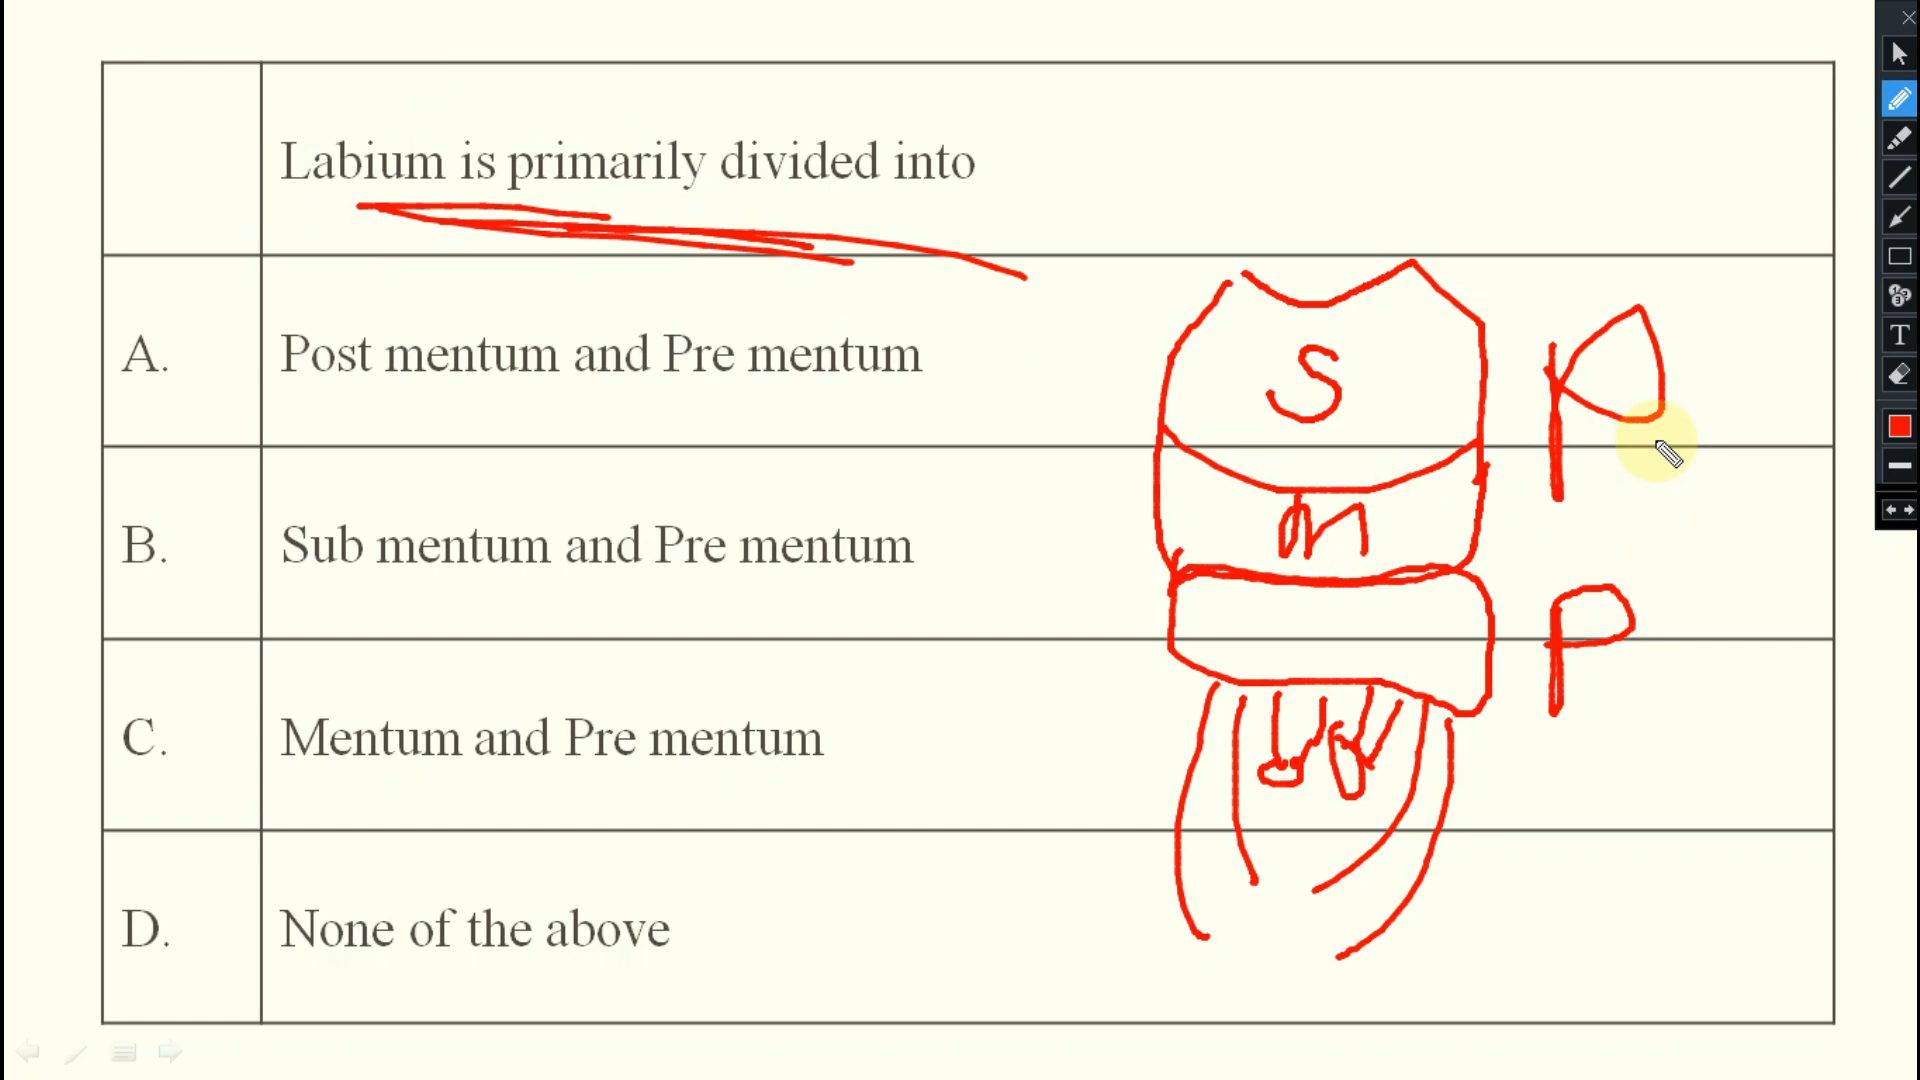 Labium is primarily divided into
A. Post mentum and Pre mentum
B. Sub mentum and Pre mentum
C. Mentum and Pre mentum
D. None of the above
S
M
P
P
T